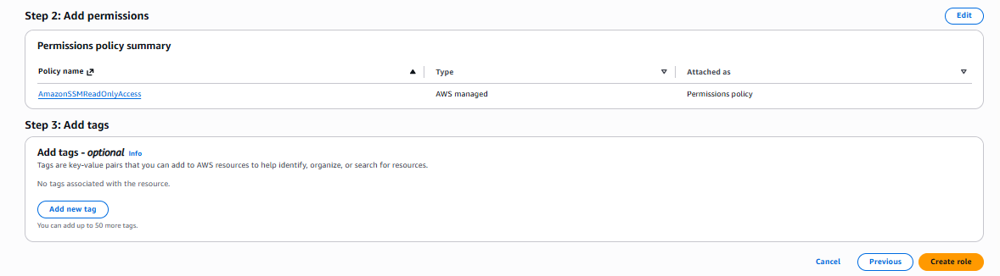 Step 2: Add permissions
Edit
Permissions policy summary
Policy name Type Attached as
AmazonSSMReadOnlyAccess AWS managed Permissions policy
Step 3: Add tags
Add tags - optional Info
Tags are key-value pairs that you can add to AWS resources to help identify, organize, or search for resources.
No tags associated with the resource.
Add new tag
You can add up to 50 more tags.
Cancel Previous Create role